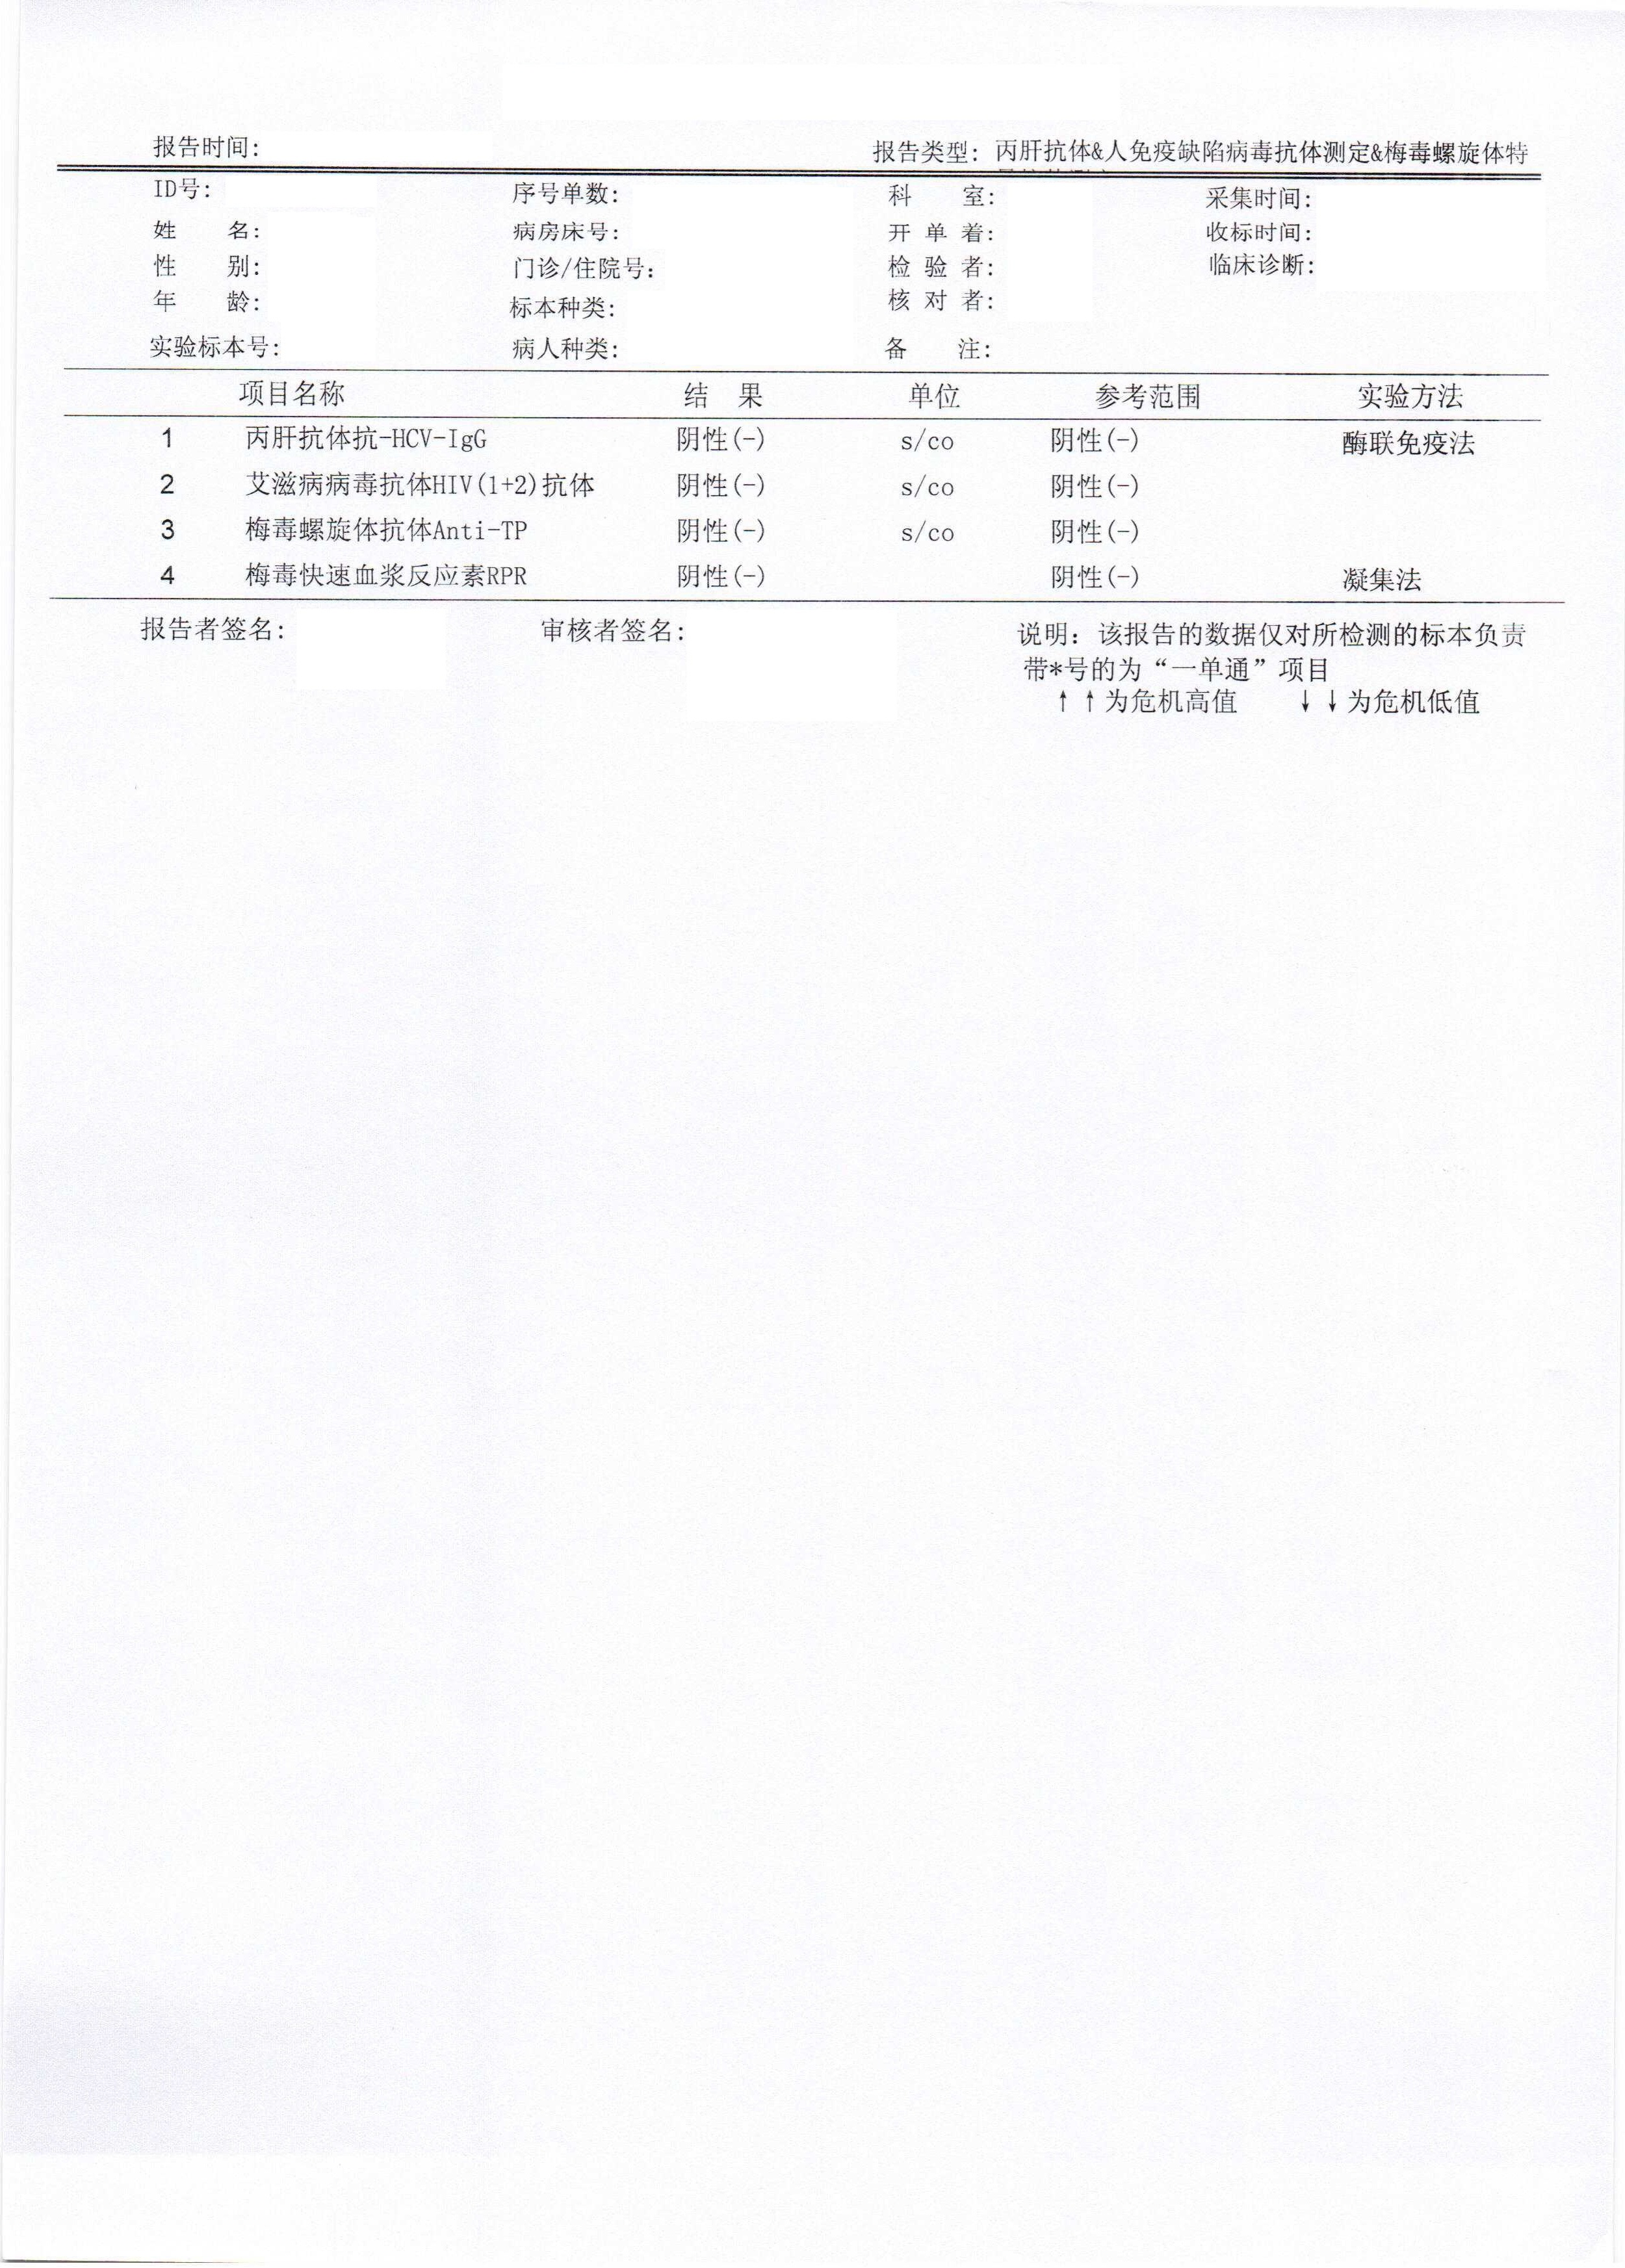 报告时间: 报告类型: 丙肝抗体&人免疫缺陷病毒抗体测定&梅毒螺旋体特
ID号: 序号单数: 科 室: 采集时间:
姓 名: 病房床号: 开 单 着: 收标时间:
性 别: 门诊/住院号: 检 验 者: 临床诊断:
年 龄: 标本种类: 核 对 者:
实验标本号: 病人种类: 备 注:
项目名称 结 果 单位 参考范围 实验方法
1 丙肝抗体抗-HCV-IgG 阴性(-) s/co 阴性(-) 酶联免疫法
2 艾滋病病毒抗体HIV(1+2)抗体 阴性(-) s/co 阴性(-)
3 梅毒螺旋体抗体Anti-TP 阴性(-) s/co 阴性(-)
4 梅毒快速血浆反应素RPR 阴性(-) 阴性(-) 凝集法
报告者签名: 审核者签名: 说明: 该报告的数据仅对所检测的标本负责
带*号的为“一单通”项目
↑↑为危机高值 ↓↓为危机低值